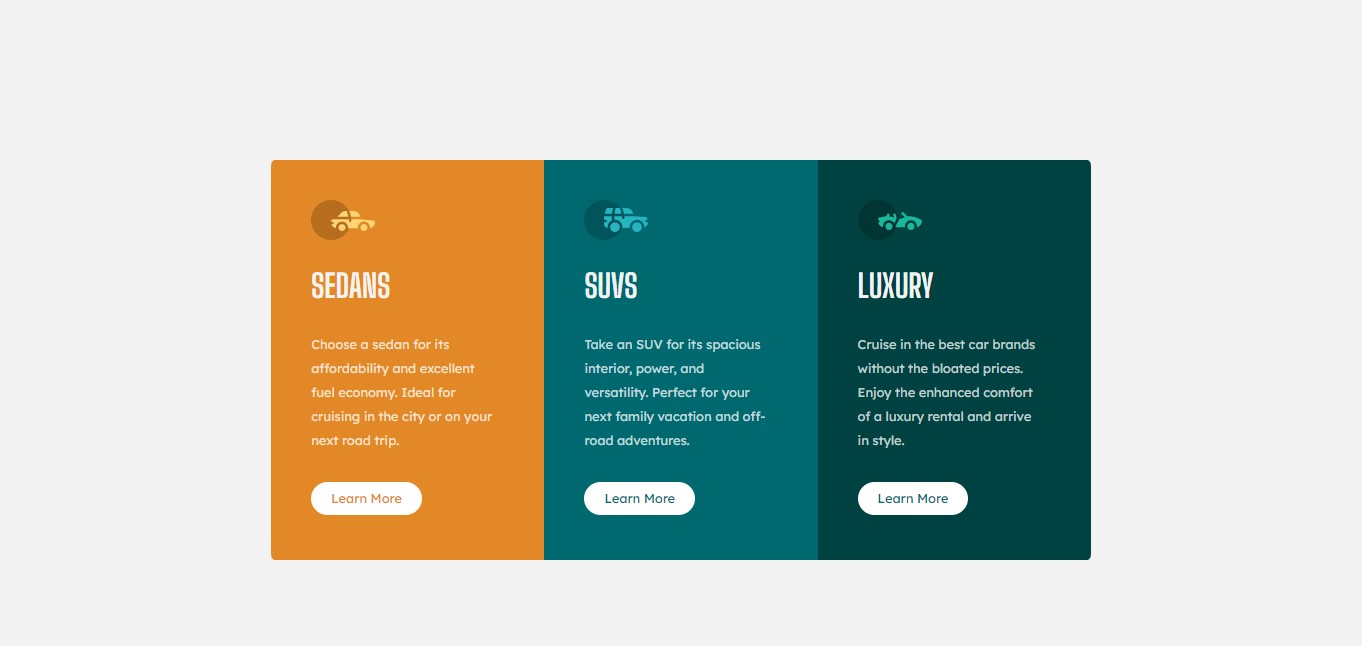 SEDANS
Choose a sedan for its
affordability and excellent
fuel economy. Ideal for
cruising in the city or on your
next road trip.
Learn More
SUVS
Take an SUV for its spacious
interior, power, and
versatility. Perfect for your
next family vacation and off-
road adventures.
Learn More
LUXURY
Cruise in the best car brands
without the bloated prices.
Enjoy the enhanced comfort
of a luxury rental and arrive
in style.
Learn More